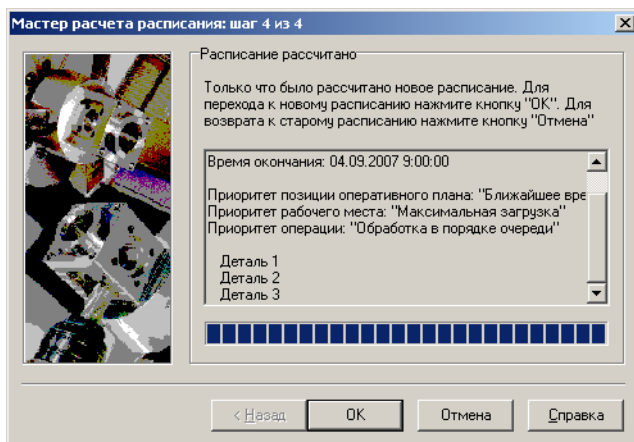 Мастер расчета расписания: шаг 4 из 4
Расписание рассчитано
Только что было рассчитано новое расписание. Для
перехода к новому расписанию нажмите кнопку "ОК". Для
возврата к старому расписанию нажмите кнопку "Отмена"
Время окончания: 04.09.2007 9:00:00
Приоритет позиции оперативного плана: "Ближайшее вре
Приоритет рабочего места: "Максимальная загрузка"
Приоритет операции: "Обработка в порядке очереди"
Деталь 1
Деталь 2
Деталь 3
< Назад OK Отмена Справка